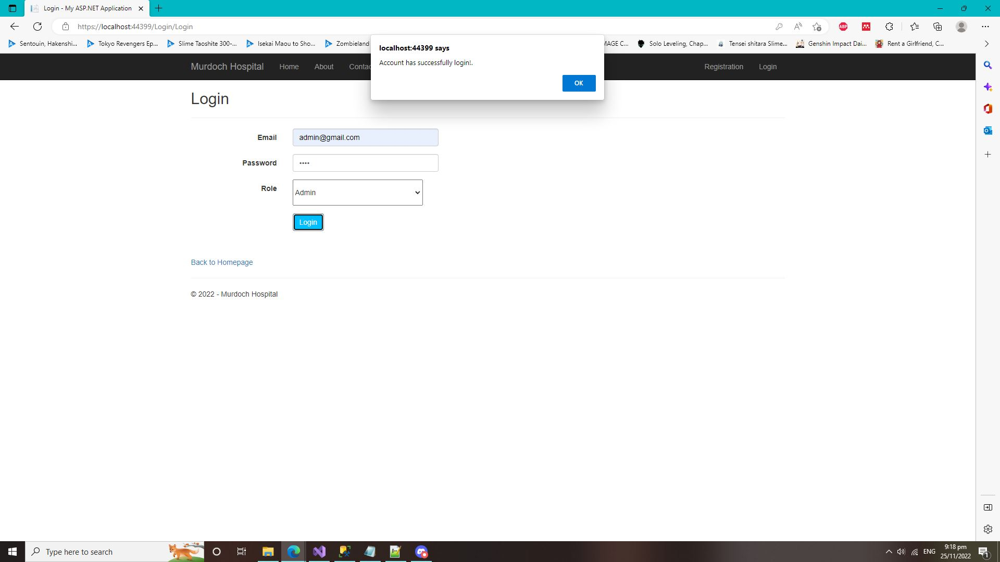 Login - My ASP.NET Application
https://localhost:44399/Login/Login
ABP
Sentouin, Hakenshi...
Tokyo Revengers Ep...
Slime Taoshite 300-...
Isekai Maou to Sho...
Zombieland
MAGE C...
Solo Leveling, Chap...
Tensei shitara Slime...
Genshin Impact Dai...
Rent a Girlfriend, C...
localhost:44399 says
Account has successfully login!.
OK
Murdoch Hospital
Home
About
Contac
Registration
Login
Login
Email
admin@gmail.com
Password
••••
Role
Admin
Login
Back to Homepage
© 2022 - Murdoch Hospital
Type here to search
ENG
9:18 pm
25/11/2022
1